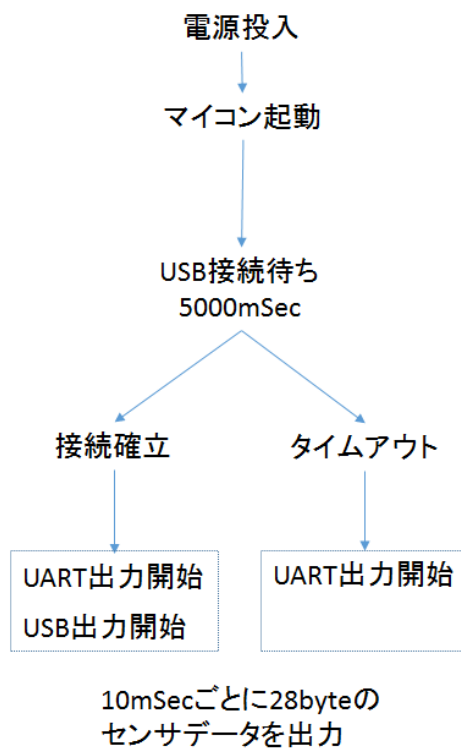 電源投入
マイコン起動
USB接続待ち
5000mSec
接続確立
タイムアウト
UART出力開始
USB出力開始
UART出力開始
10mSecごとに28byteの
センサデータを出力